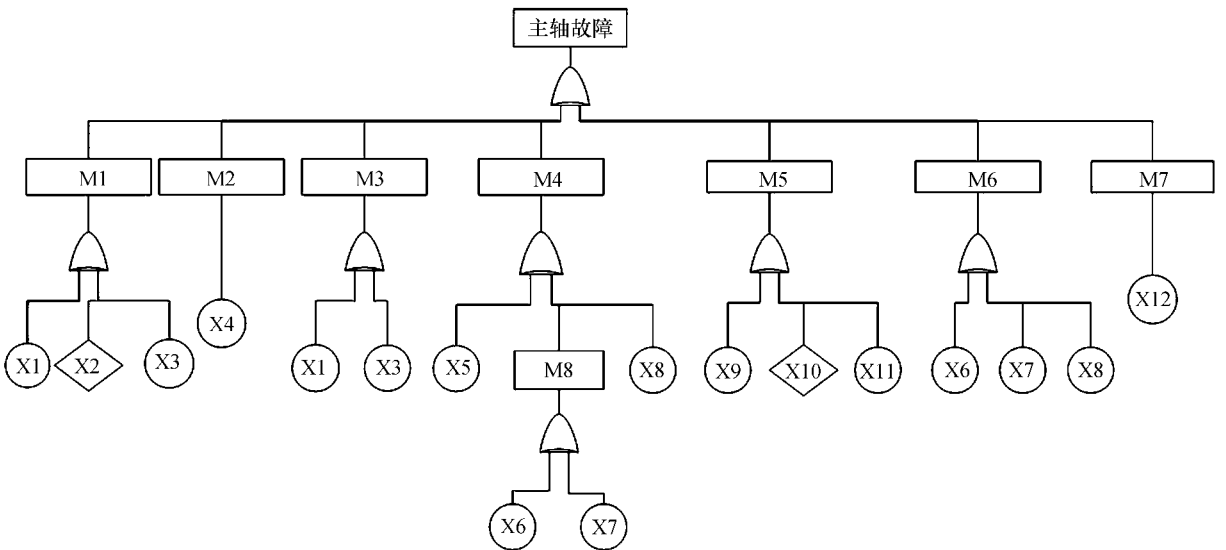 主轴故障
M1 M2 M3 M4 M5 M6 M7
X12
X4
X1 X2 X3 X1 X3 X5 M8 X8 X9 X10 X11 X6 X7 X8
X6 X7